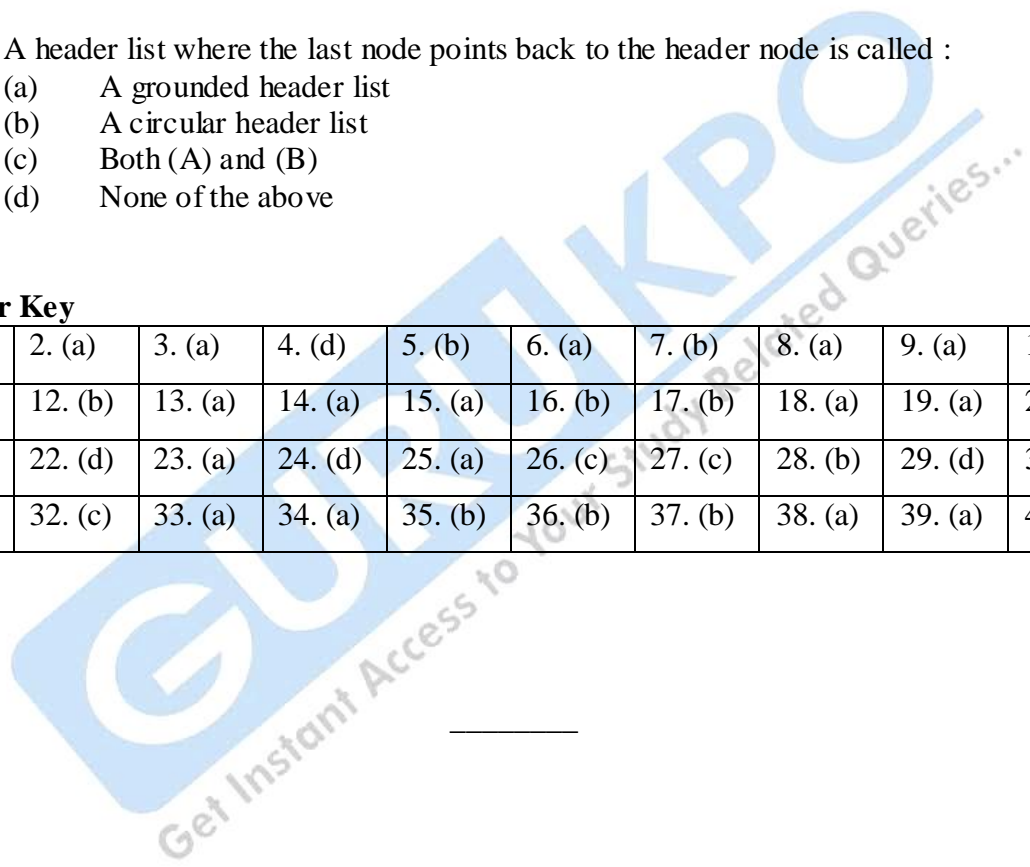 A header list where the last node points back to the header node is called :
(a) A grounded header list
(b) A circular header list
(c) Both (A) and (B)
(d) None of the above
r Key
2. (a) 3. (a) 4. (d) 5. (b) 6. (a) 7. (b) 8. (a) 9. (a)
12. (b) 13. (a) 14. (a) 15. (a) 16. (b) 17. (b) 18. (a) 19. (a)
22. (d) 23. (a) 24. (d) 25. (a) 26. (c) 27. (c) 28. (b) 29. (d)
32. (c) 33. (a) 34. (a) 35. (b) 36. (b) 37. (b) 38. (a) 39. (a)
GURUKPO
Get Instant Access to Your Study Related Queries...